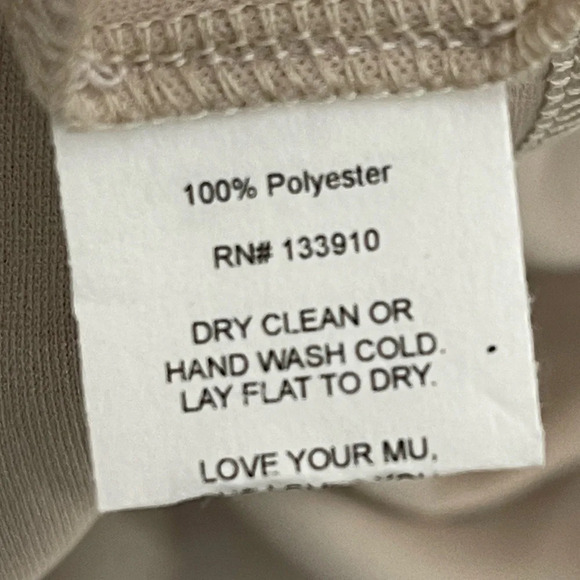 100% Polyester
RN# 133910
DRY CLEAN OR
HAND WASH COLD.
LAY FLAT TO DRY.
LOVE YOUR MU,